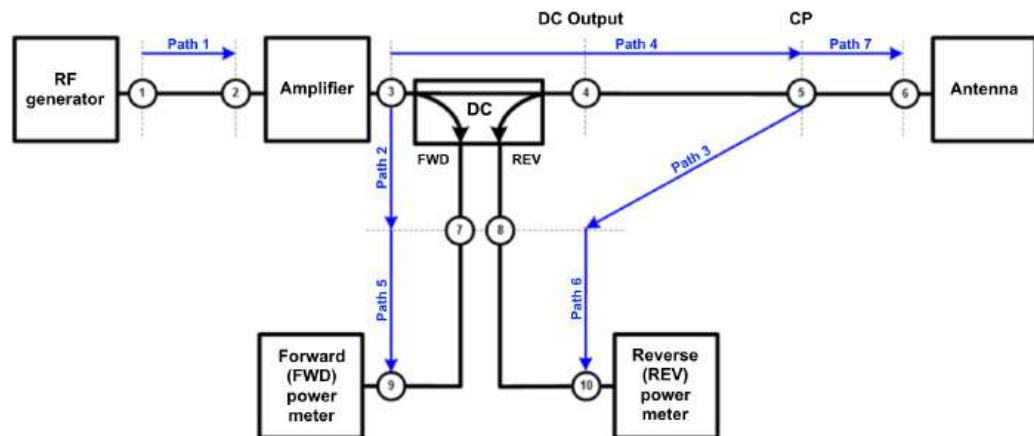 DC Output
CP
Path 1
Path 4
Path 7
RF
generator
1
2
Amplifier
3
DC
4
5
6
Antenna
FWD
REV
Path 2
Path 3
7
8
Path 5
Path 6
Forward
(FWD)
power
meter
9
10
Reverse
(REV)
power
meter